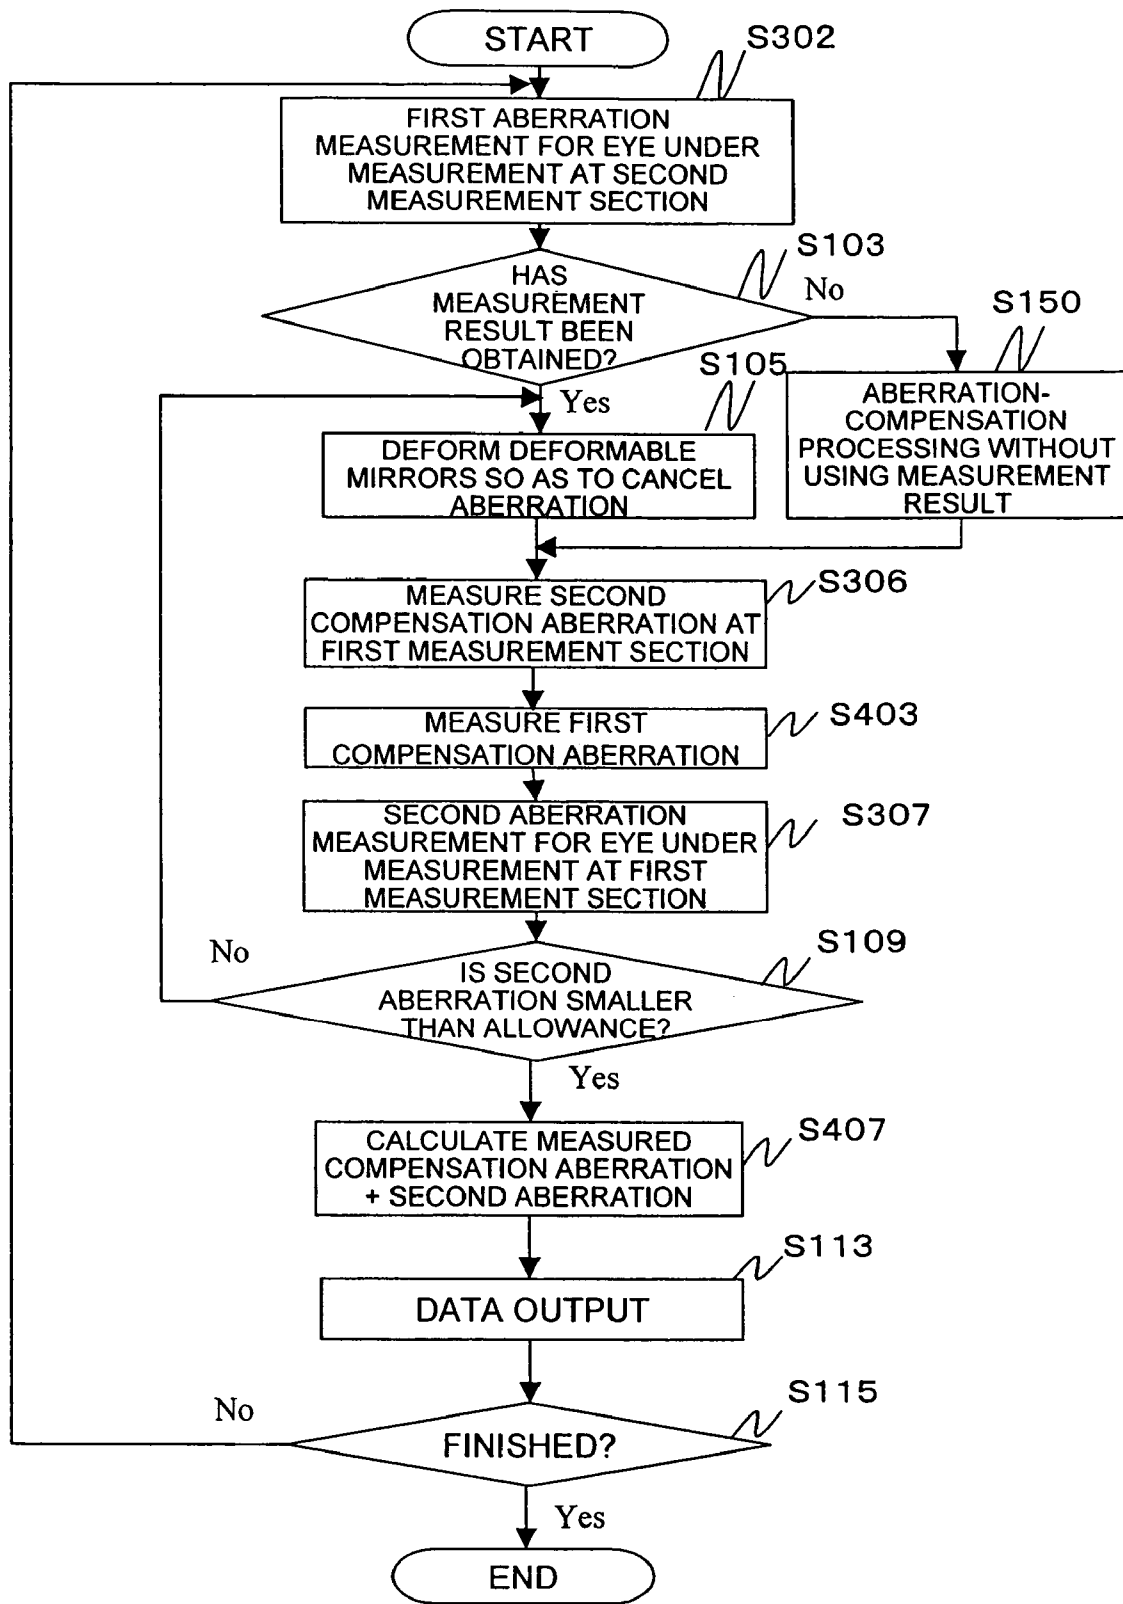 START
S302
FIRST ABERRATION
MEASUREMENT FOR EYE UNDER
MEASUREMENT AT SECOND
MEASUREMENT SECTION
S103
HAS
MEASUREMENT
RESULT BEEN
OBTAINED?
No
S150
ABERRATION-
COMPENSATION
PROCESSING WITHOUT
USING MEASUREMENT
RESULT
Yes
S105
DEFORM DEFORMABLE
MIRRORS SO AS TO CANCEL
ABERRATION
S306
MEASURE SECOND
COMPENSATION ABERRATION AT
FIRST MEASUREMENT SECTION
S403
MEASURE FIRST
COMPENSATION ABERRATION
S307
SECOND ABERRATION
MEASUREMENT FOR EYE UNDER
MEASUREMENT AT FIRST
MEASUREMENT SECTION
S109
No
IS SECOND
ABERRATION SMALLER
THAN ALLOWANCE?
Yes
S407
CALCULATE MEASURED
COMPENSATION ABERRATION
+ SECOND ABERRATION
S113
DATA OUTPUT
S115
No
FINISHED?
Yes
END